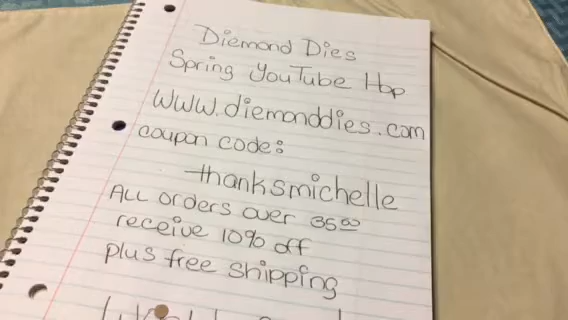 Diemond Dies
Spring YouTube Hop
www.diemonddies.com
coupon code:
thanksmichelle
ALL orders over 35⁰⁰
receive 10% off
plus free shipping